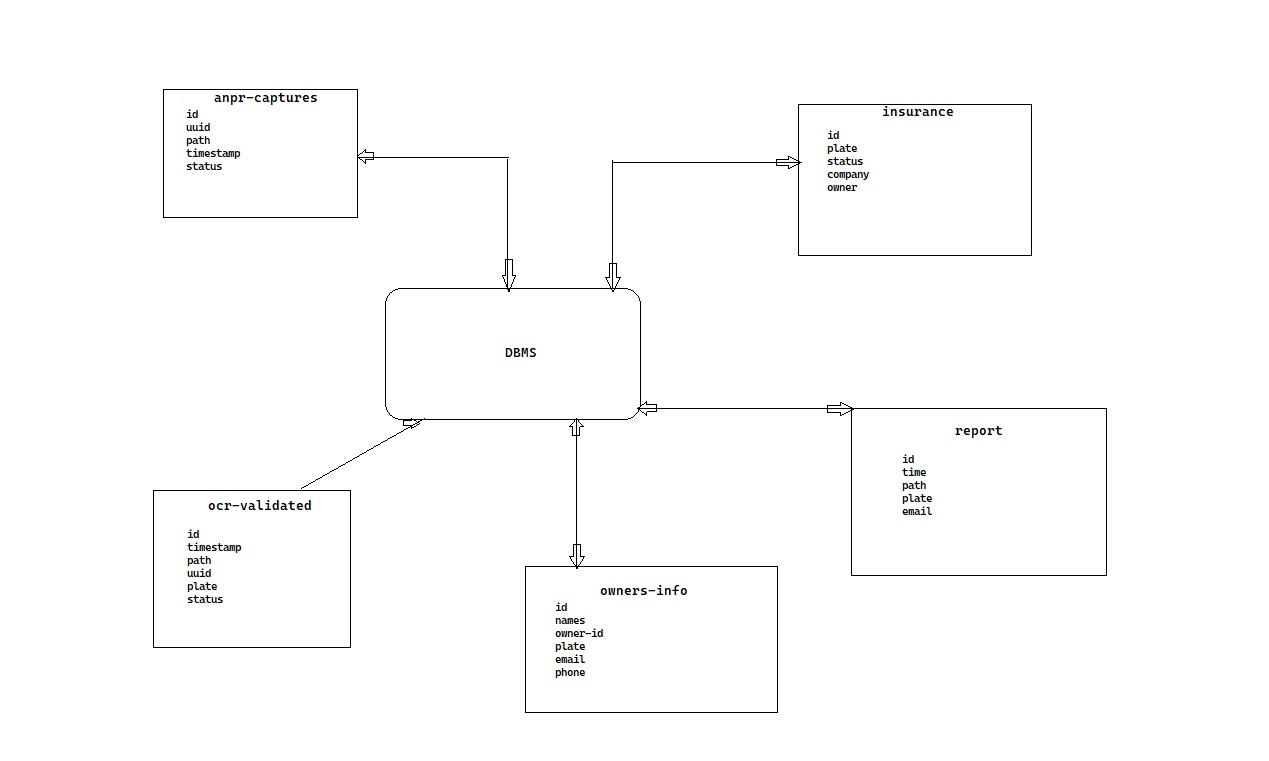 anpr-captures
id
uuid
path
timestamp
status
insurance
id
plate
status
company
owner
DBMS
report
id
time
path
plate
email
ocr-validated
id
timestamp
path
uuid
plate
status
owners-info
id
names
owner-id
plate
email
phone